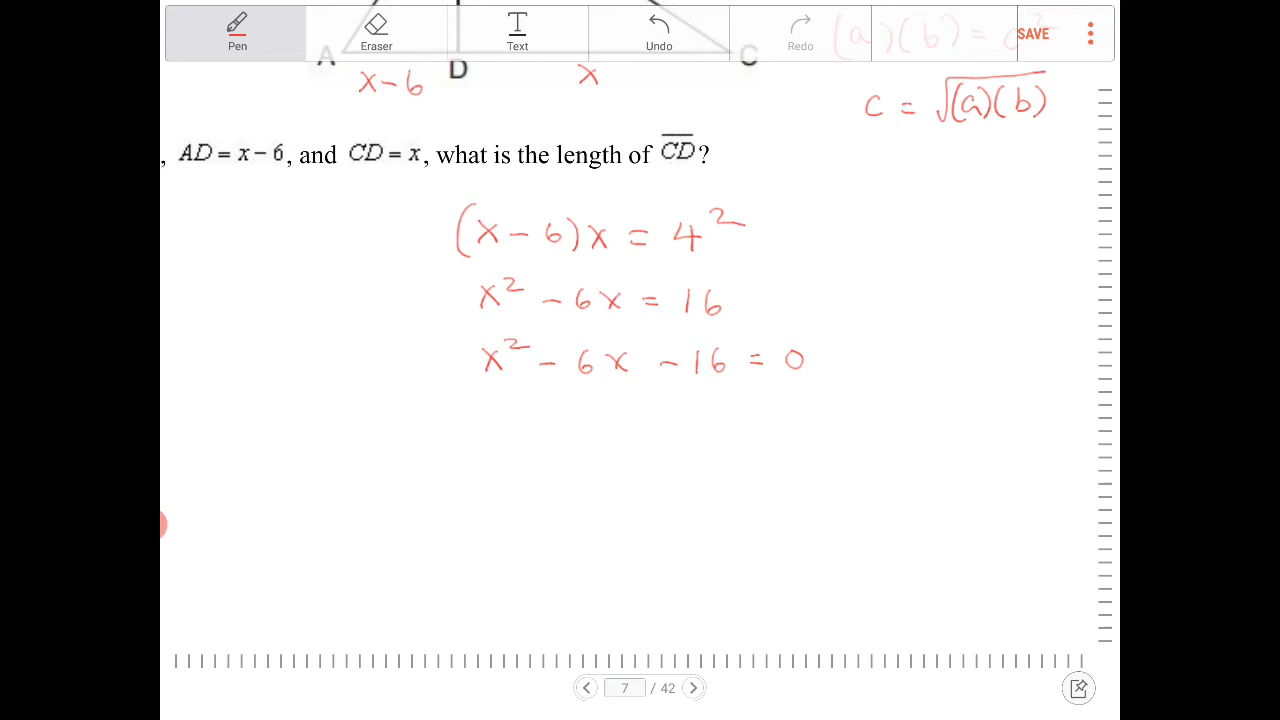 Pen Eraser Text Undo Redo SAVE
(a)(b) = c²
A D C
x-6 x
c = √(a)(b)
, AD = x - 6, and CD = x, what is the length of CD?
(x-6)x = 4²
x² - 6x = 16
x² - 6x - 16 = 0
7 / 42